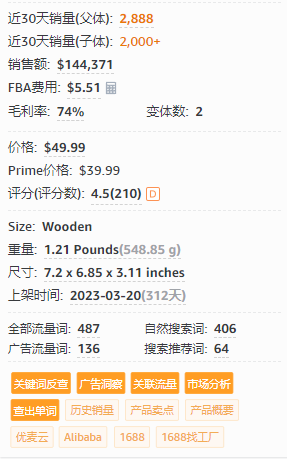 近30天销量(父体): 2,888
近30天销量(子体): 2,000+
销售额: $144,371
FBA费用: $5.51
毛利率: 74% 变体数: 2
价格: $49.99
Prime价格: $39.99
评分(评分数): 4.5(210) D
Size: Wooden
重量: 1.21 Pounds(548.85 g)
尺寸: 7.2 x 6.85 x 3.11 inches
上架时间: 2023-03-20(312天)
全部流量词: 487 自然搜索词: 406
广告流量词: 136 搜索推荐词: 64
关键词反查 广告洞察 关联流量 市场分析
查出单词 历史销量 产品卖点 产品概要
优麦云 Alibaba 1688 1688找工厂